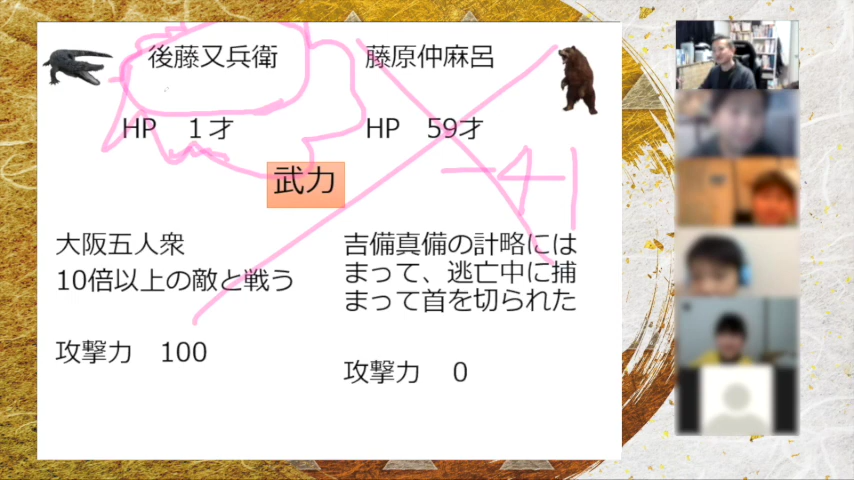 後藤又兵衛
藤原仲麻呂
HP 1才
HP 59才
-41
武力
大阪五人衆
10倍以上の敵と戦う
吉備真備の計略には
まって、逃亡中に捕
まって首を切られた
攻撃力 100
攻撃力 0